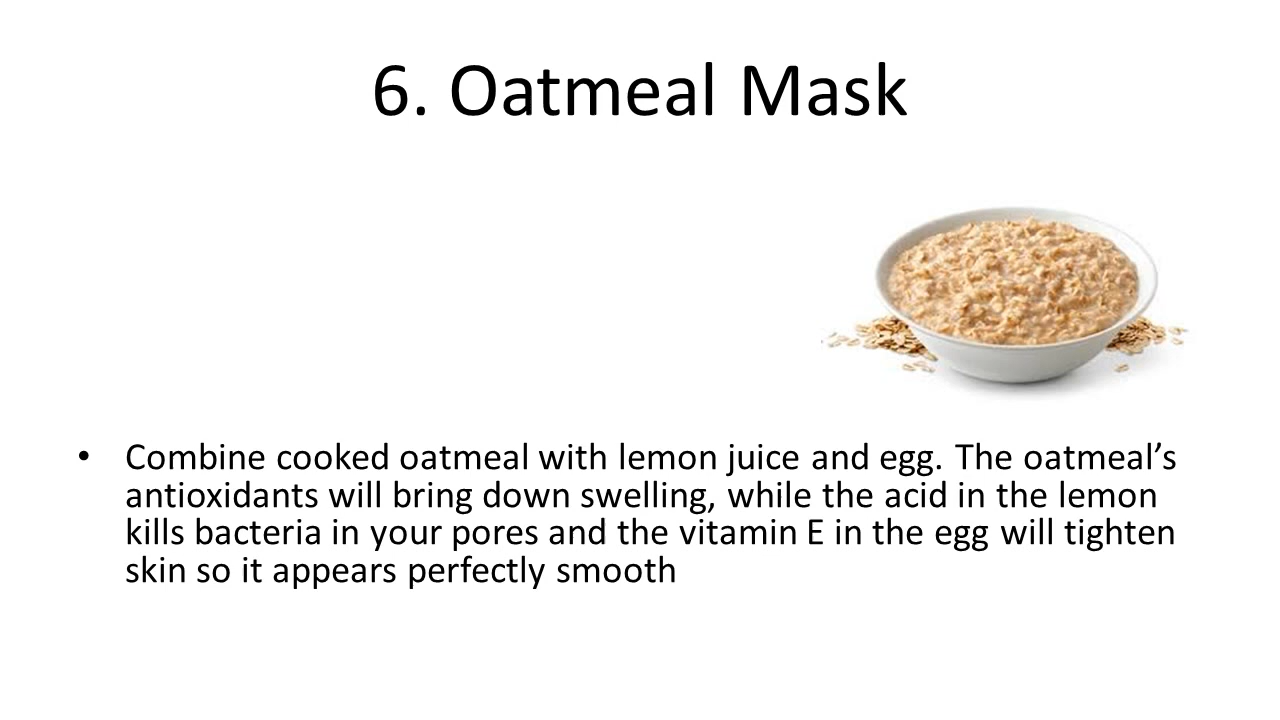 6. Oatmeal Mask
• Combine cooked oatmeal with lemon juice and egg. The oatmeal’s
antioxidants will bring down swelling, while the acid in the lemon
kills bacteria in your pores and the vitamin E in the egg will tighten
skin so it appears perfectly smooth